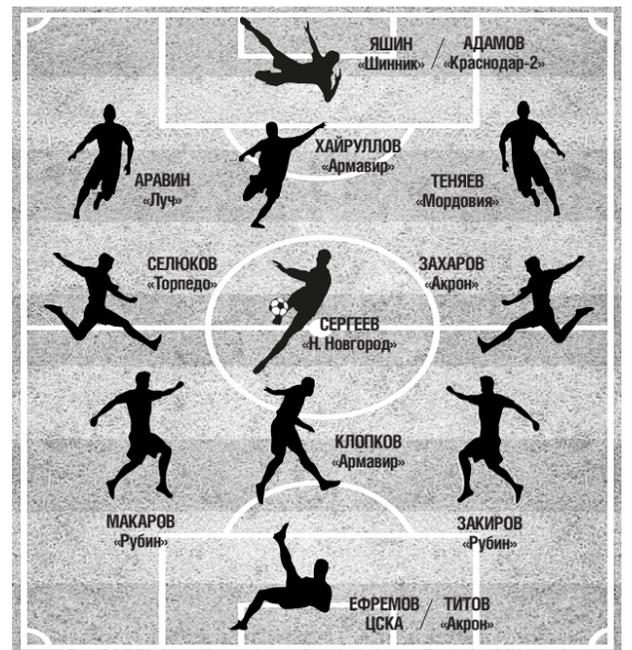 ЯШИН / АДАМОВ
«Шинник» «Краснодар-2»
ХАЙРУЛЛОВ
«Армавир»
АРАВИН
«Луч»
ТЕНЯЕВ
«Мордовия»
СЕЛЮКОВ
«Торпедо»
ЗАХАРОВ
«Акрон»
СЕРГЕЕВ
«Н. Новгород»
КЛОПКОВ
«Армавир»
МАКАРОВ
«Рубин»
ЗАКИРОВ
«Рубин»
ЕФРЕМОВ / ТИТОВ
ЦСКА «Акрон»